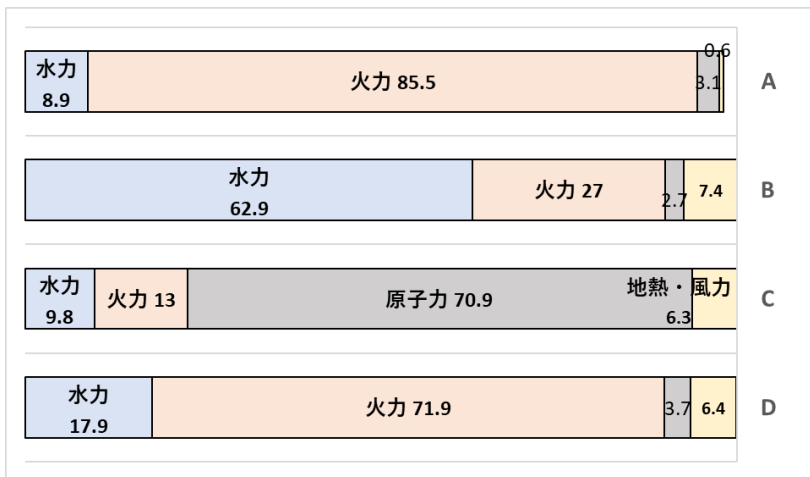 水力
8.9
火力 85.5
3.1
0.6
A
水力
62.9
火力 27
2.7
7.4
B
水力
9.8
火力 13
原子力 70.9
地熱・風力
6.3
C
水力
17.9
火力 71.9
3.7
6.4
D